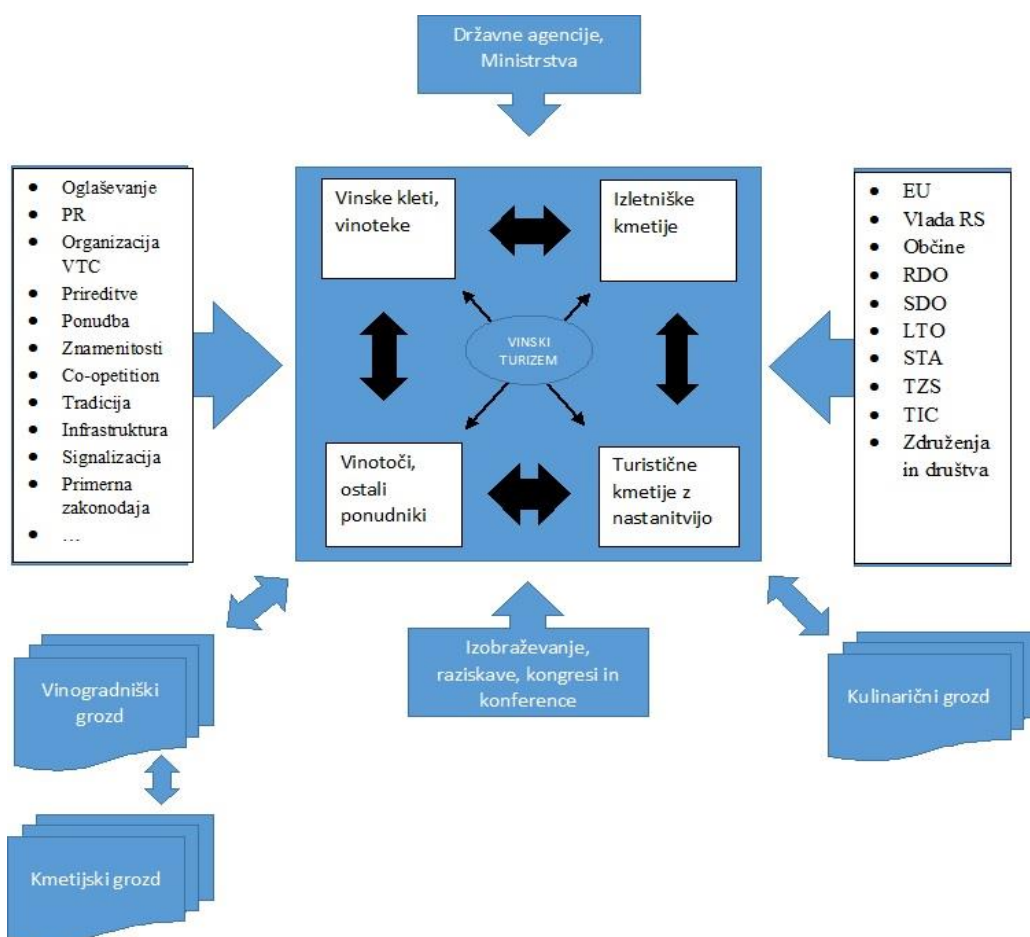 Državne agencije,
Ministrstva
Oglaševanje
PR
Organizacija
VTC
Prireditve
Ponudba
Znamenitosti
Co-opetition
Tradicija
Infrastruktura
Signalizacija
Primerna
zakonodaja
…
Vinske kleti,
vinoteke
Izletniške
kmetije
VINSKI
TURIZEM
Vinotoči,
ostali
ponudniki
Turistične
kmetije z
nastanitvijo
EU
Vlada RS
Občine
RDO
SDO
LTO
STA
TZS
TIC
Združenja
in društva
Izobraževanje,
raziskave, kongresi in
konference
Vinogradniški
grozd
Kulinarični grozd
Kmetijski grozd